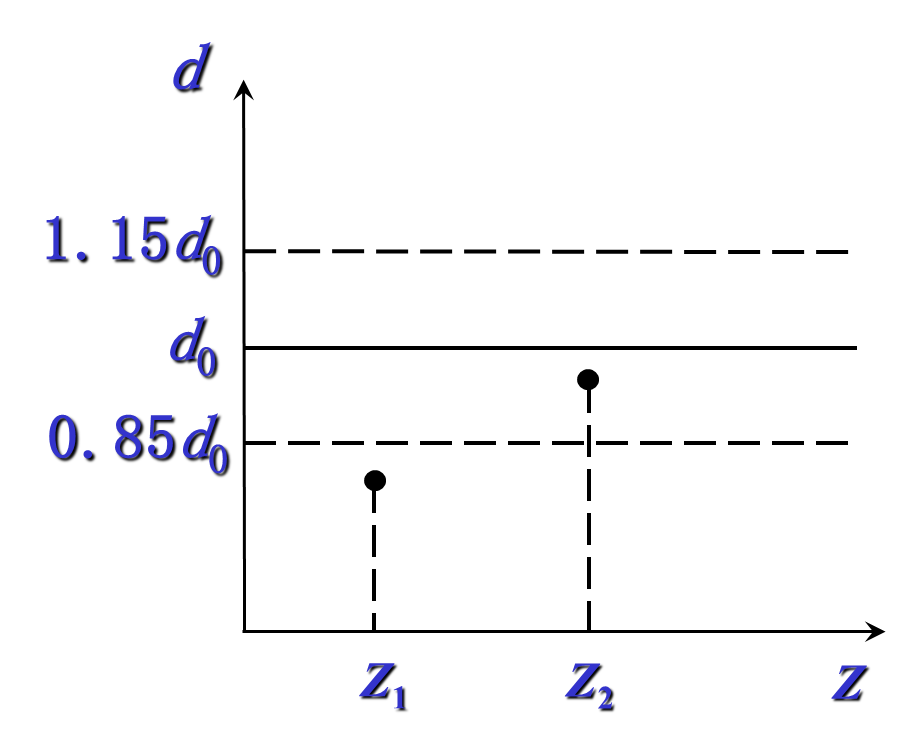 d
1.15d₀
d₀
0.85d₀
z₁ z₂ z